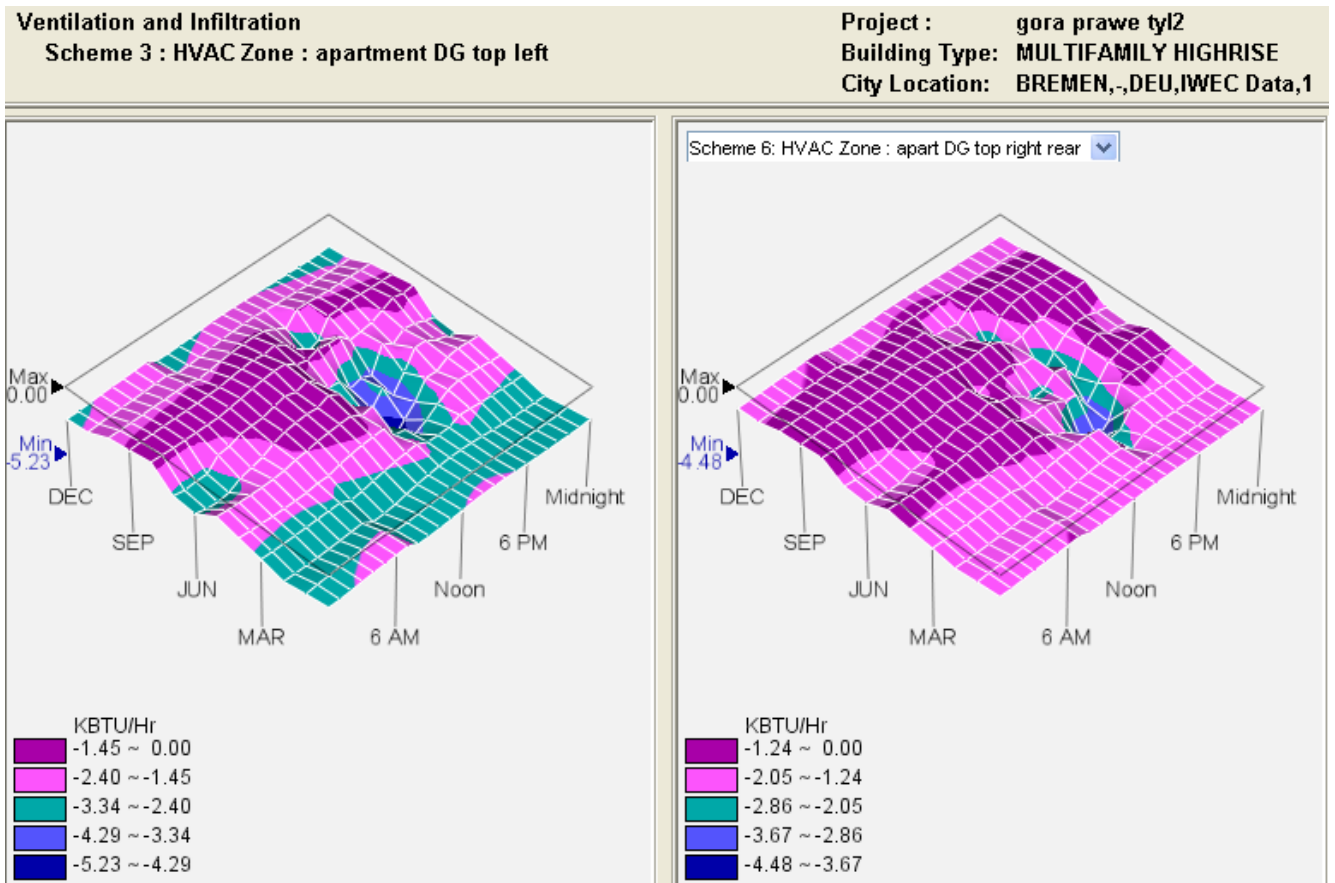 Ventilation and Infiltration
Scheme 3 : HVAC Zone : apartment DG top left
Project : gora prawe tyl2
Building Type: MULTIFAMILY HIGHRISE
City Location: BREMEN,-,DEU,IWEC Data,1
Max
0.00
Min
-5.23
DEC
SEP
JUN
MAR
6 AM
Noon
6 PM
Midnight
KBTU/Hr
-1.45 ~ 0.00
-2.40 ~ -1.45
-3.34 ~ -2.40
-4.29 ~ -3.34
-5.23 ~ -4.29
Scheme 6: HVAC Zone : apart DG top right rear
Max
0.00
Min
-4.48
DEC
SEP
JUN
MAR
6 AM
Noon
6 PM
Midnight
KBTU/Hr
-1.24 ~ 0.00
-2.05 ~ -1.24
-2.86 ~ -2.05
-3.67 ~ -2.86
-4.48 ~ -3.67